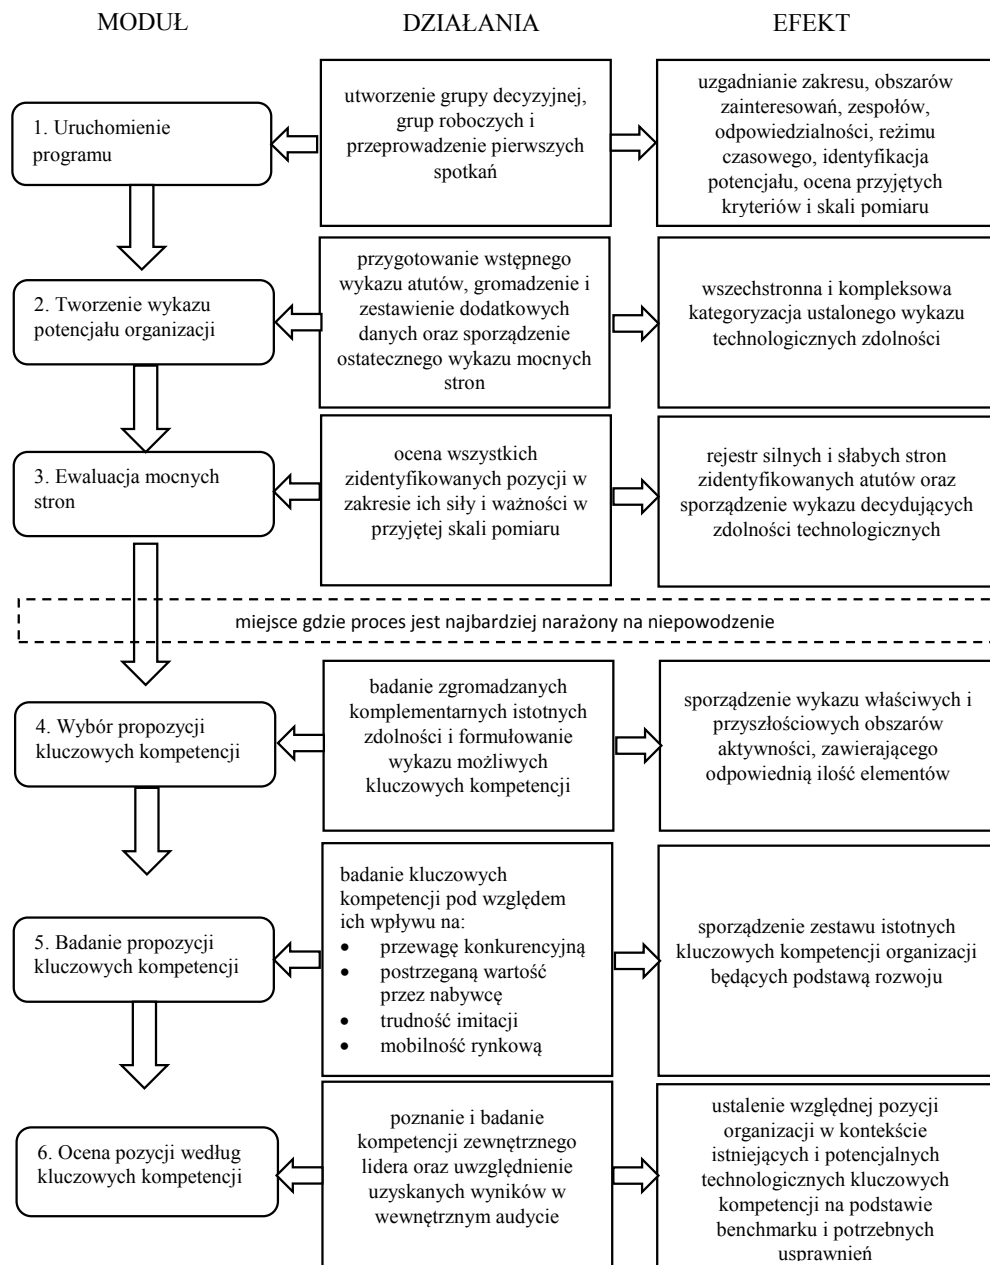 MODUŁ
DZIAŁANIA
EFEKT
1. Uruchomienie
programu
utworzenie grupy decyzyjnej,
grup roboczych i
przeprowadzenie pierwszych
spotkań
uzgadnianie zakresu, obszarów
zainteresowań, zespołów,
odpowiedzialności, reżimu
czasowego, identyfikacja
potencjału, ocena przyjętych
kryteriów i skali pomiaru
2. Tworzenie wykazu
potencjału organizacji
przygotowanie wstępnego
wykazu atutów, gromadzenie i
zestawienie dodatkowych
danych oraz sporządzenie
ostatecznego wykazu mocnych
stron
wszechstronna i kompleksowa
kategoryzacja ustalonego wykazu
technologicznych zdolności
3. Ewaluacja mocnych
stron
ocena wszystkich
zidentyfikowanych pozycji w
zakresie ich siły i ważności w
przyjętej skali pomiaru
rejestr silnych i słabych stron
zidentyfikowanych atutów oraz
sporządzenie wykazu decydujących
zdolności technologicznych
miejsce gdzie proces jest najbardziej narażony na niepowodzenie
4. Wybór propozycji
kluczowych kompetencji
badanie zgromadzanych
komplementarnych istotnych
zdolności i formułowanie
wykazu możliwych
kluczowych kompetencji
sporządzenie wykazu właściwych i
przyszłościowych obszarów
aktywności, zawierającego
odpowiednią ilość elementów
5. Badanie propozycji
kluczowych kompetencji
badanie kluczowych
kompetencji pod względem
ich wpływu na:
• przewagę konkurencyjną
• postrzeganą wartość
przez nabywcę
• trudność imitacji
• mobilność rynkową
sporządzenie zestawu istotnych
kluczowych kompetencji organizacji
będących podstawą rozwoju
6. Ocena pozycji według
kluczowych kompetencji
poznanie i badanie
kompetencji zewnętrznego
lidera oraz uwzględnienie
uzyskanych wyników w
wewnętrznym audycie
ustalenie względnej pozycji
organizacji w kontekście
istniejących i potencjalnych
technologicznych kluczowych
kompetencji na podstawie
benchmarku i potrzebnych
usprawnień